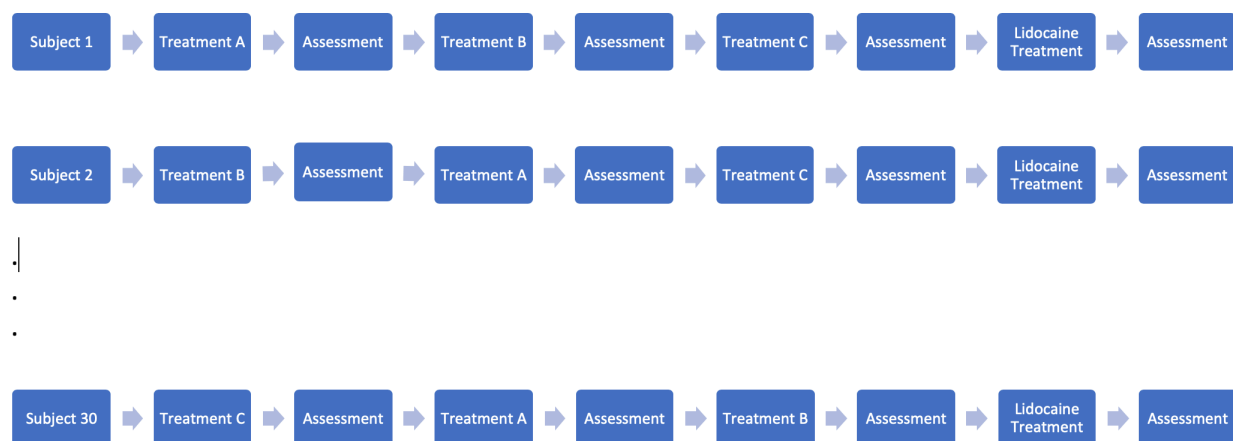 Subject 1 Treatment A Assessment Treatment B Assessment Treatment C Assessment Lidocaine Treatment Assessment
Subject 2 Treatment B Assessment Treatment A Assessment Treatment C Assessment Lidocaine Treatment Assessment
.
.
.
Subject 30 Treatment C Assessment Treatment A Assessment Treatment B Assessment Lidocaine Treatment Assessment